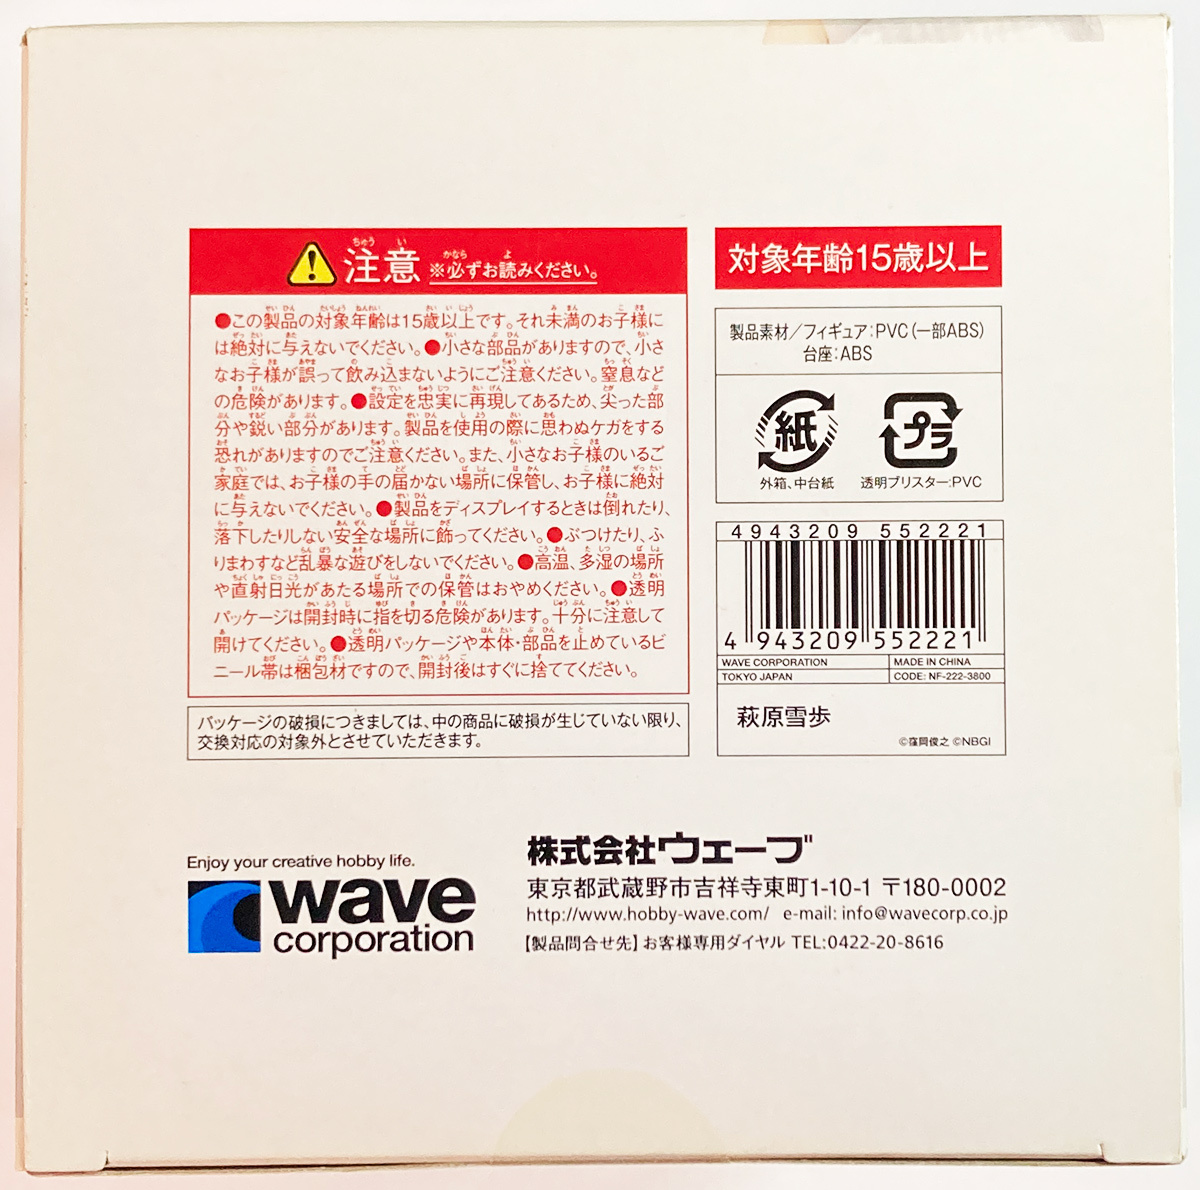 注意 ※必ずお読みください。
●この製品の対象年齢は15歳以上です。それ未満のお子様に
は絶対に与えないでください。●小さな部品がありますので、小さ
なお子様が誤って飲み込まないようにご注意ください。窒息など
の危険があります。●設定を忠実に再現してあるため、尖った部
分や鋭い部分があります。製品を使用の際に思わぬケガをする
恐れがありますのでご注意ください。また、小さなお子様のいるご
家庭では、お子様の手の届かない場所に保管し、お子様に絶対
に与えないでください。●製品をディスプレイするときは倒れたり、
落下したりしない安全な場所に飾ってください。●ぶつけたり、ふ
りまわすなど乱暴な遊びをしないでください。●高温、多湿の場所
や直射日光があたる場所での保管はおやめください。●透明
パッケージは開封時に指を切る危険があります。十分に注意して
開けてください。●透明パッケージや本体・部品を止めているビ
ニール帯は梱包材ですので、開封後はすぐに捨ててください。
パッケージの破損につきましては、中の商品に破損が生じていない限り、
交換対応の対象外とさせていただきます。
対象年齢15歳以上
製品素材/フィギュア:PVC(一部ABS)
台座:ABS
紙
プラ
外箱、中台紙
透明ブリスター:PVC
4943209 552221
4 943209 552221
WAVE CORPORATION
MADE IN CHINA
TOKYO JAPAN
CODE: NF-222-3800
萩原雪歩
©窪岡俊之 ©NBGI
Enjoy your creative hobby life.
wave
corporation
株式会社ウェーブ
東京都武蔵野市吉祥寺東町1-10-1 〒180-0002
http://www.hobby-wave.com/ e-mail: info@wavecorp.co.jp
【製品問合せ先】お客様専用ダイヤル TEL:0422-20-8616